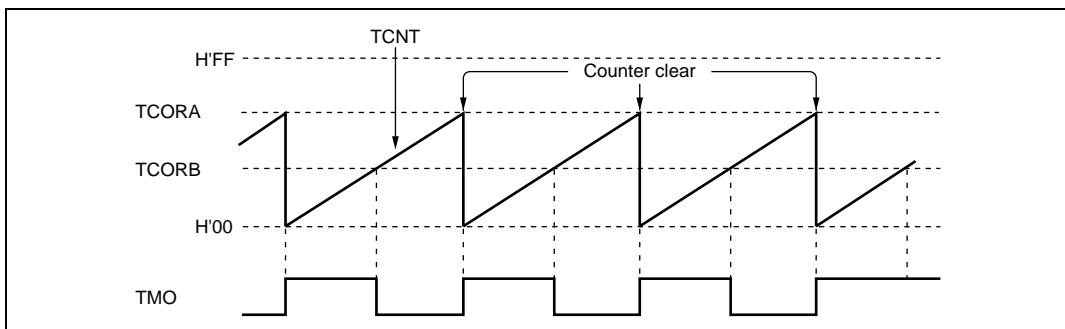 TCNT
H'FF
Counter clear
TCORA
TCORB
H'00
TMO